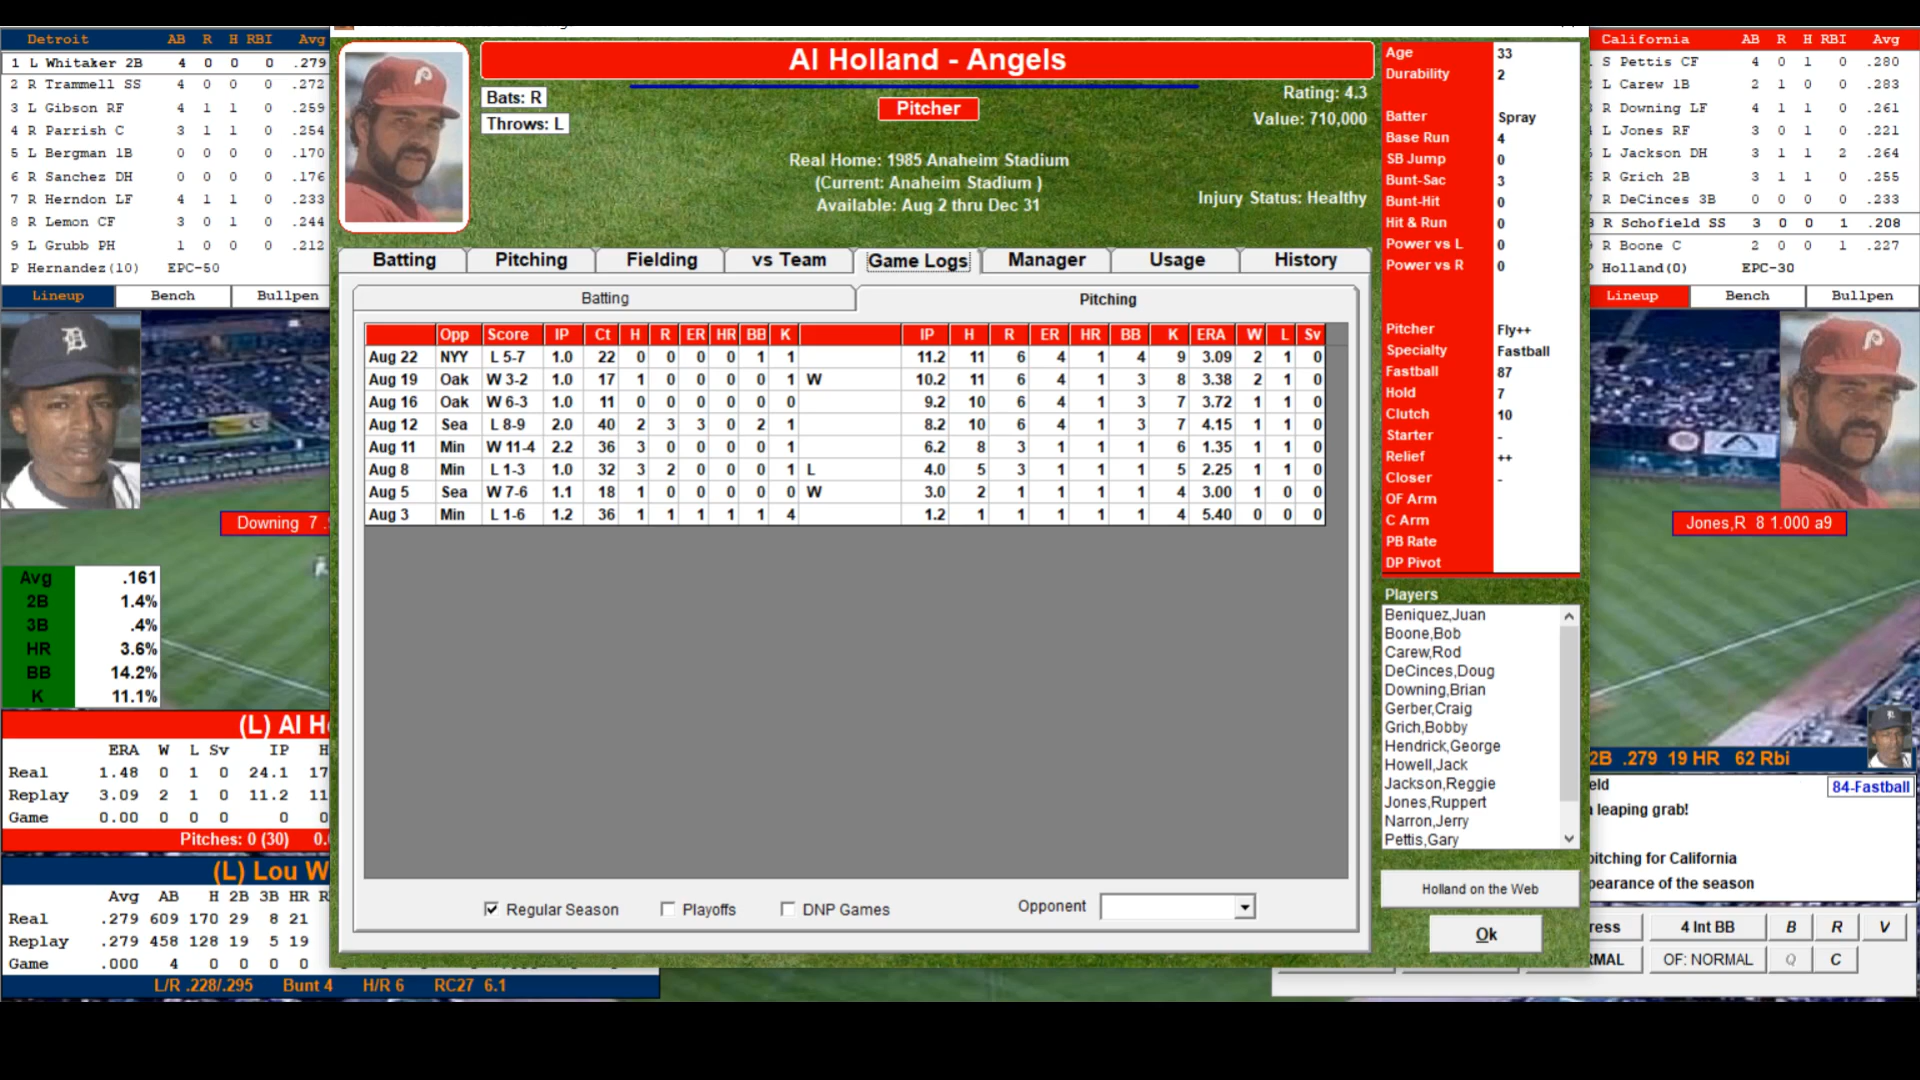 Detroit AB R H RBI Avg
1 L Whitaker 2B 4 0 0 0 .279
2 R Trammell SS 4 0 0 0 .272
3 L Gibson RF 4 1 1 0 .259
4 R Parrish C 3 1 1 0 .254
5 L Bergman 1B 0 0 0 0 .170
6 R Sanchez DH 0 0 0 0 .176
7 R Herndon LF 4 1 1 0 .233
8 R Lemon CF 3 0 1 0 .244
9 L Grubb PH 1 0 0 0 .212
P Hernandez(10) EPC-50
Lineup Bench Bullpen
Downing 7
Avg .161
2B 1.4%
3B .4%
HR 3.6%
BB 14.2%
K 11.1%
(L) Al H
ERA W L Sv IP H
Real 1.48 0 1 0 24.1 17
Replay 3.09 2 1 0 11.2 11
Game 0.00 0 0 0 0 0
Pitches: 0 (30) 0.
(L) Lou W
Avg AB H 2B 3B HR R
Real .279 609 170 29 8 21
Replay .279 458 128 19 5 19
Game .000 4 0 0 0 0
L/R .228/.295 Bunt 4 H/R 6 RC27 6.1
Al Holland - Angels
Bats: R
Throws: L
Pitcher
Rating: 4.3
Value: 710,000
Real Home: 1985 Anaheim Stadium
(Current: Anaheim Stadium )
Available: Aug 2 thru Dec 31
Injury Status: Healthy
Batting Pitching Fielding vs Team Game Logs Manager Usage History
Batting Pitching
Opp Score IP Ct H R ER HR BB K IP H R ER HR BB K ERA W L Sv
Aug 22 NYY L 5-7 1.0 22 0 0 0 0 1 1 11.2 11 6 4 1 4 9 3.09 2 1 0
Aug 19 Oak W 3-2 1.0 17 1 0 0 0 0 1 W 10.2 11 6 4 1 3 8 3.38 2 1 0
Aug 16 Oak W 6-3 1.0 11 0 0 0 0 0 0 9.2 10 6 4 1 3 7 3.72 1 1 0
Aug 12 Sea L 8-9 2.0 40 2 3 3 0 2 1 8.2 10 6 4 1 3 7 4.15 1 1 0
Aug 11 Min W 11-4 2.2 36 3 0 0 0 0 1 6.2 8 3 1 1 1 6 1.35 1 1 0
Aug 8 Min L 1-3 1.0 32 3 2 0 0 0 1 L 4.0 5 3 1 1 1 5 2.25 1 1 0
Aug 5 Sea W 7-6 1.1 18 1 0 0 0 0 0 W 3.0 2 1 1 1 1 4 3.00 1 0 0
Aug 3 Min L 1-6 1.2 36 1 1 1 1 1 4 1.2 1 1 1 1 1 4 5.40 0 0 0
Regular Season Playoffs DNP Games Opponent
Age 33
Durability 2
Batter Spray
Base Run 4
SB Jump 0
Bunt-Sac 3
Bunt-Hit 0
Hit & Run 0
Power vs L 0
Power vs R 0
Pitcher Fly++
Specialty Fastball
Fastball 87
Hold 7
Clutch 10
Starter -
Relief ++
Closer -
OF Arm
C Arm
PB Rate
DP Pivot
Players
Beniquez,Juan
Boone,Bob
Carew,Rod
DeCinces,Doug
Downing,Brian
Gerber,Craig
Grich,Bobby
Hendrick,George
Howell,Jack
Jackson,Reggie
Jones,Ruppert
Narron,Jerry
Pettis,Gary
Holland on the Web
Ok
California AB R H RBI Avg
S Pettis CF 4 0 1 0 .280
L Carew 1B 2 1 0 0 .283
R Downing LF 4 1 1 0 .261
L Jones RF 3 0 1 0 .221
L Jackson DH 3 1 1 2 .264
R Grich 2B 3 1 1 0 .255
R DeCinces 3B 0 0 0 0 .233
R Schofield SS 3 0 0 1 .208
R Boone C 2 0 0 1 .227
Holland(0) EPC-30
Lineup Bench Bullpen
Jones,R 8 1.000 a9
2B .279 19 HR 62 Rbi
eld
84-Fastball
leaping grab!
pitching for California
pearance of the season
ress 4 Int BB B R V
RMAL OF: NORMAL Q C